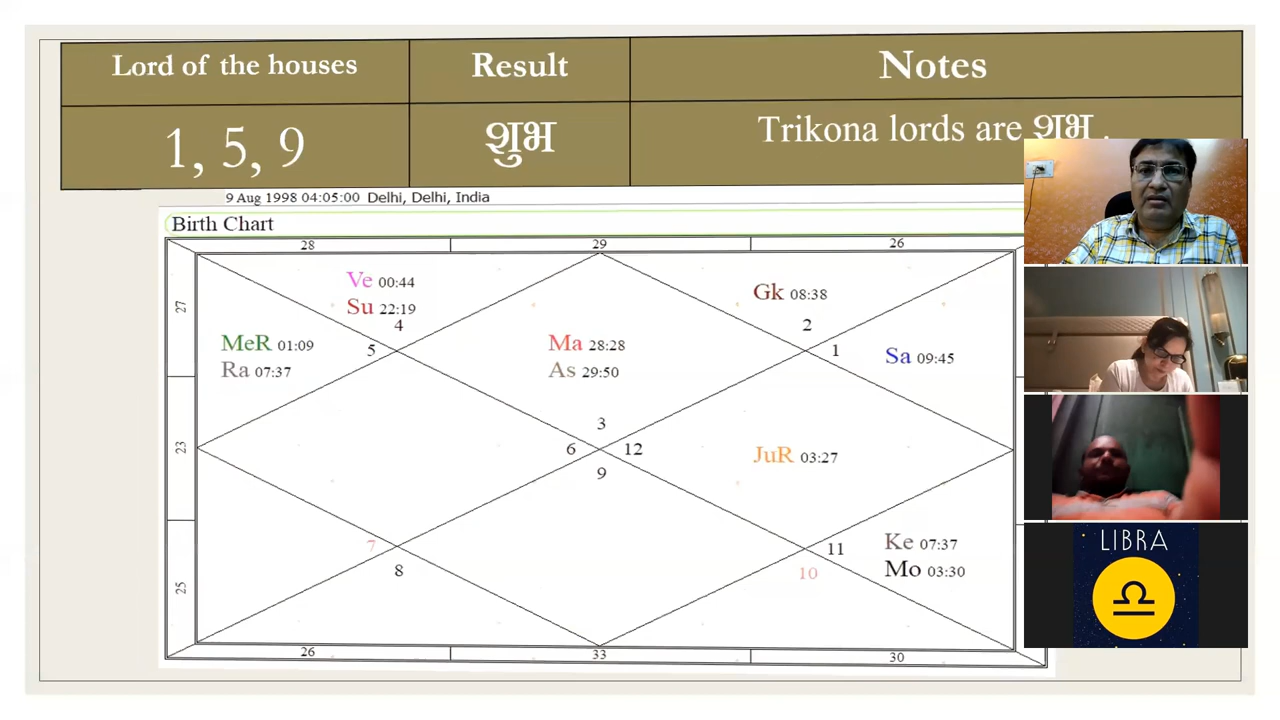 Lord of the houses Result Notes
1, 5, 9 शुभ Trikona lords are शुभ .
9 Aug 1998 04:05:00 Delhi, Delhi, India
Birth Chart
28 29 26
27
Ve 00:44
Su 22:19
4
MeR 01:09
Ra 07:37
5
Ma 28:28
As 29:50
Gk 08:38
2
1
Sa 09:45
3
6 12
9
JuR 03:27
23
7
8
11
10
Ke 07:37
Mo 03:30
25
26 33 30
LIBRA